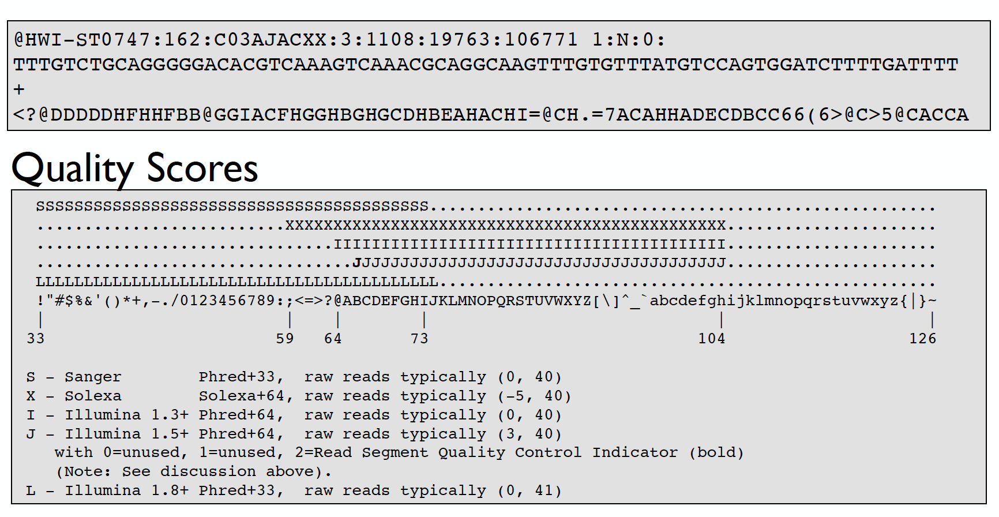 @HWI-ST0747:162:C03AJACXX:3:1108:19763:106771 1:N:0:
TTTGTCTGCAGGGGGACACGTCAAAGTCAAACGCAGGCAAGTTTGTGTTTATGTCCAGTGGATCTTTTGATTTT
+
<?@DDDDDHFHHFBB@GGIACFHGGHBGHGCDHBEAHACHI=@CH.=7ACAHHADECDBCC66(6>@C>5@CACCA
Quality Scores
SSSSSSSSSSSSSSSSSSSSSSSSSSSSSSSSSSSSSSSSS.....................................................
..........................XXXXXXXXXXXXXXXXXXXXXXXXXXXXXXXXXXXXXXXXXXXXXX......................
...............................IIIIIIIIIIIIIIIIIIIIIIIIIIIIIIIIIIIIIIIII......................
.................................JJJJJJJJJJJJJJJJJJJJJJJJJJJJJJJJJJJJJJJ......................
LLLLLLLLLLLLLLLLLLLLLLLLLLLLLLLLLLLLLLLLLL....................................................
!"#$%&'()*+,-./0123456789:;<=>?@ABCDEFGHIJKLMNOPQRSTUVWXYZ[\]^_`abcdefghijklmnopqrstuvwxyz{|}~
| | | | | |
33 59 64 73 104 126
S - Sanger Phred+33, raw reads typically (0, 40)
X - Solexa Solexa+64, raw reads typically (-5, 40)
I - Illumina 1.3+ Phred+64, raw reads typically (0, 40)
J - Illumina 1.5+ Phred+64, raw reads typically (3, 40)
with 0=unused, 1=unused, 2=Read Segment Quality Control Indicator (bold)
(Note: See discussion above).
L - Illumina 1.8+ Phred+33, raw reads typically (0, 41)